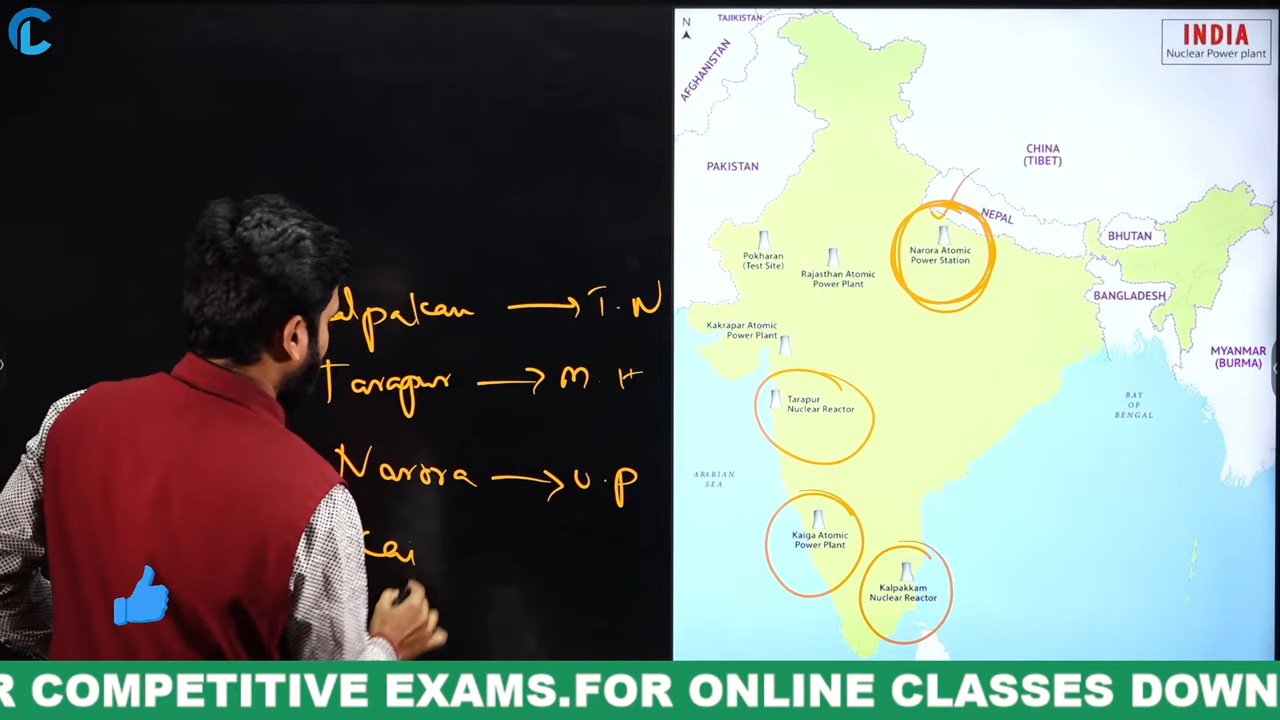 TAJIKISTAN
N
INDIA
Nuclear Power plant
AFGHANISTAN
CHINA
(TIBET)
PAKISTAN
NEPAL
BHUTAN
Pokharan
(Test Site)
Rajasthan Atomic
Power Plant
Narora Atomic
Power Station
BANGLADESH
Kakrapar Atomic
Power Plant
MYANMAR
(BURMA)
Tarapur
Nuclear Reactor
BAY
OF
BENGAL
ARABIAN
SEA
Kaiga Atomic
Power Plant
Kalpakkam
Nuclear Reactor
alpakam → T.N
Tarapur → M.H
Narora → U.P
Kai
R COMPETITIVE EXAMS.FOR ONLINE CLASSES DOWN